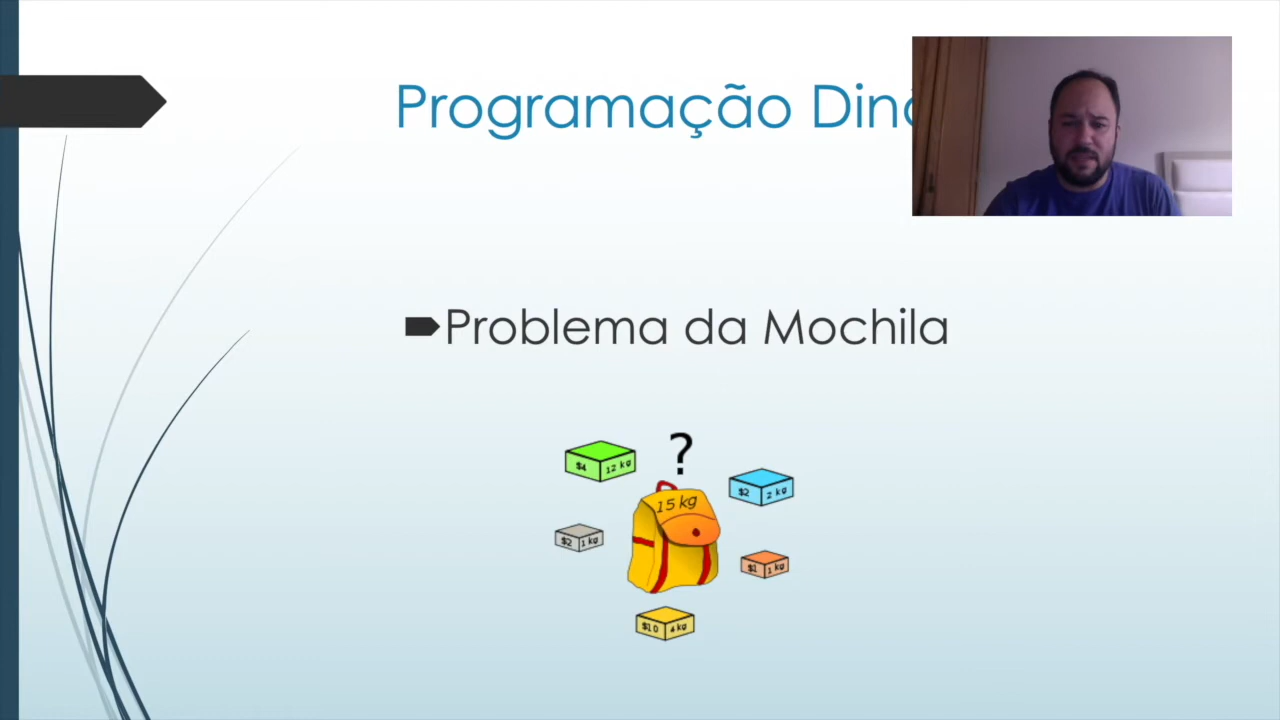 Programação Diná
Problema da Mochila
?
$4 12 kg
15 kg
$2 2 kg
$2 1 kg
$1 1 kg
$10 4 kg